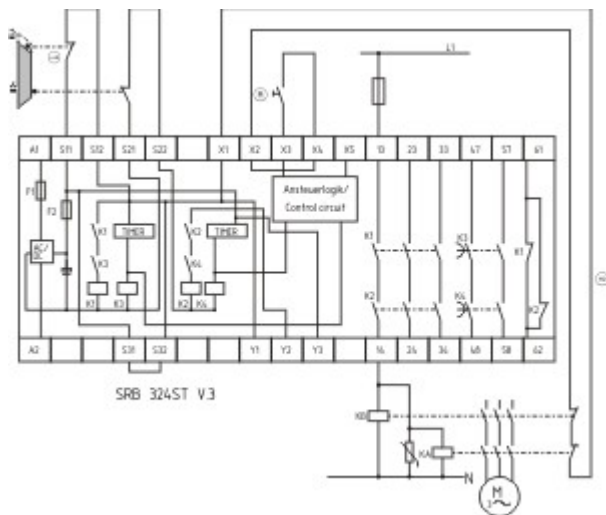 L1
A1 S11 S12 S21 S22 X1 X2 X3 X4 X5 13 23 33 47 57 61
F1
F2
Ansteuerlogik/
Control circuit
K1 TIMER K2 TIMER
K3 K4
AC/
DC
K1 K3 K1
K1 K3 K2 K4 K2 K4 K2
A2 S31 S32 Y1 Y2 Y3 14 24 34 48 58 62
SRB 324ST V.3
KB
KA
N
M
3